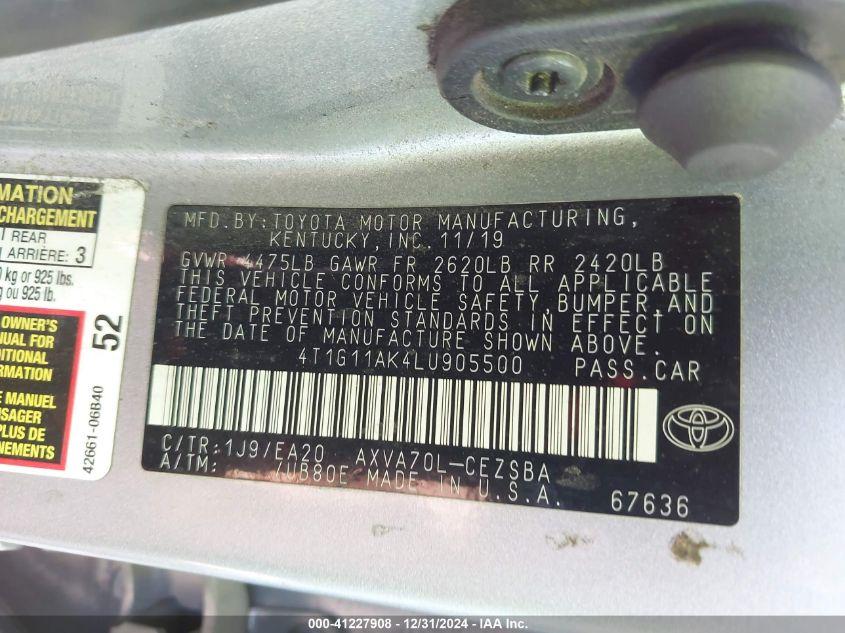 MATION
CHARGEMENT
REAR
ARRIÈRE: 3
0 kg or 925 lbs.
g ou 925 lb.
OWNER'S
NUAL FOR
DITIONAL
RMATION
E MANUEL
USAGER
PLUS DE
NEMENTS
52
42661-06B40
MFD.BY:TOYOTA MOTOR MANUFACTURING,
KENTUCKY,INC.11/19
GVWR 4475LB GAWR FR 2620LB RR 2420LB
THIS VEHICLE CONFORMS TO ALL APPLICABLE
FEDERAL MOTOR VEHICLE SAFETY,BUMPER,AND
THEFT PREVENTION STANDARDS IN EFFECT ON
THE DATE OF MANUFACTURE SHOWN ABOVE.
4T1G11AK4LU905500 PASS.CAR
C/TR:1J9/EA20 AXVA70L-CEZSBA
A/TM: /UB80E MADE IN U.S.A.
67636
000-41227908 - 12/31/2024 - IAA Inc.